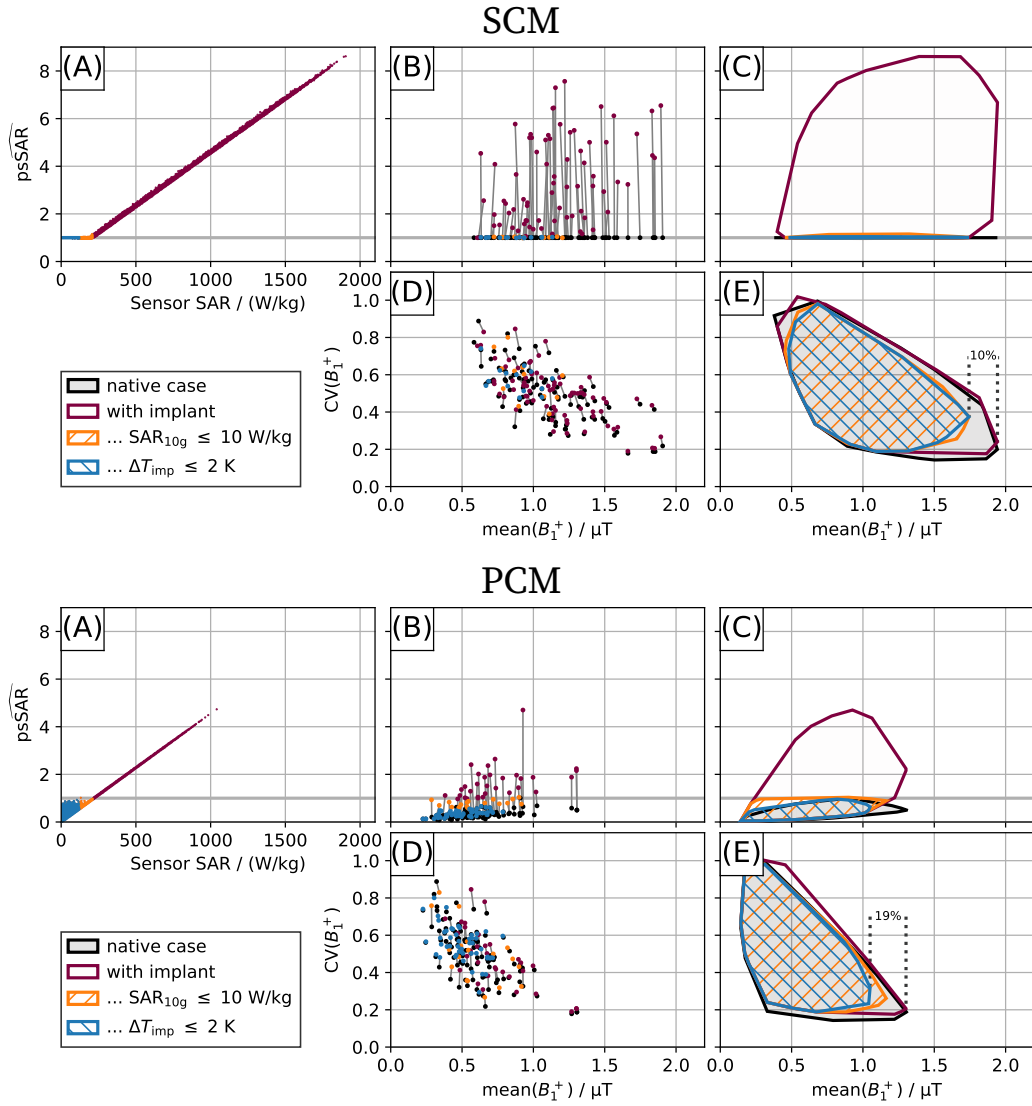 SCM
(A)
(B)
(C)
psSAR
8
6
4
2
0
0
500
1000
1500
2000
Sensor SAR / (W/kg)
(D)
(E)
CV(B₁⁺)
1.0
0.8
0.6
0.4
0.2
0.0
10%
0.0 0.5 1.0 1.5 2.0
mean(B₁⁺) / µT
0.0 0.5 1.0 1.5 2.0
mean(B₁⁺) / µT
native case
with implant
... SAR₁₀g ≤ 10 W/kg
... ΔT_imp ≤ 2 K
PCM
(A)
(B)
(C)
psSAR
8
6
4
2
0
0
500
1000
1500
2000
Sensor SAR / (W/kg)
(D)
(E)
CV(B₁⁺)
1.0
0.8
0.6
0.4
0.2
0.0
19%
0.0 0.5 1.0 1.5 2.0
mean(B₁⁺) / µT
0.0 0.5 1.0 1.5 2.0
mean(B₁⁺) / µT
native case
with implant
... SAR₁₀g ≤ 10 W/kg
... ΔT_imp ≤ 2 K